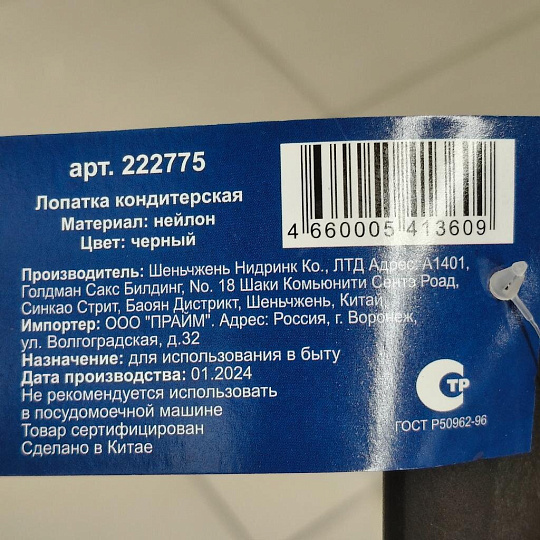 арт. 222775
Лопатка кондитерская
Материал: нейлон
Цвет: черный
4 660005 413609
Производитель: Шеньчжень Нидринк Ко., ЛТД Адрес: А1401,
Голдман Сакс Билдинг, No. 18 Шаки Комьюнити Сентэ Роад,
Синкао Стрит, Баоян Дистрикт, Шеньчжень, Китай
Импортер: ООО "ПРАЙМ". Адрес: Россия, г. Воронеж,
ул. Волгоградская, д.32
Назначение: для использования в быту
Дата производства: 01.2024
Не рекомендуется использовать
в посудомоечной машине
Товар сертифицирован
Сделано в Китае
СТР
ГОСТ Р50962-96